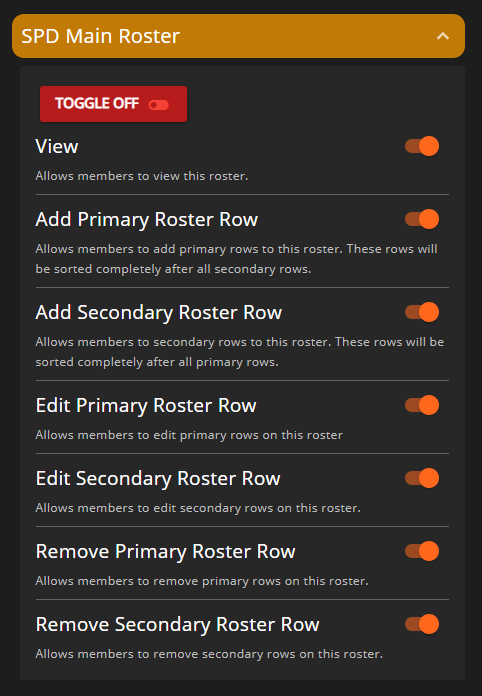 SPD Main Roster
TOGGLE OFF
View
Allows members to view this roster.
Add Primary Roster Row
Allows members to add primary rows to this roster. These rows will
be sorted completely after all secondary rows.
Add Secondary Roster Row
Allows members to secondary rows to this roster. These rows will be
sorted completely after all primary rows.
Edit Primary Roster Row
Allows members to edit primary rows on this roster
Edit Secondary Roster Row
Allows members to edit secondary rows on this roster.
Remove Primary Roster Row
Allows members to remove primary rows on this roster.
Remove Secondary Roster Row
Allows members to remove secondary rows on this roster.